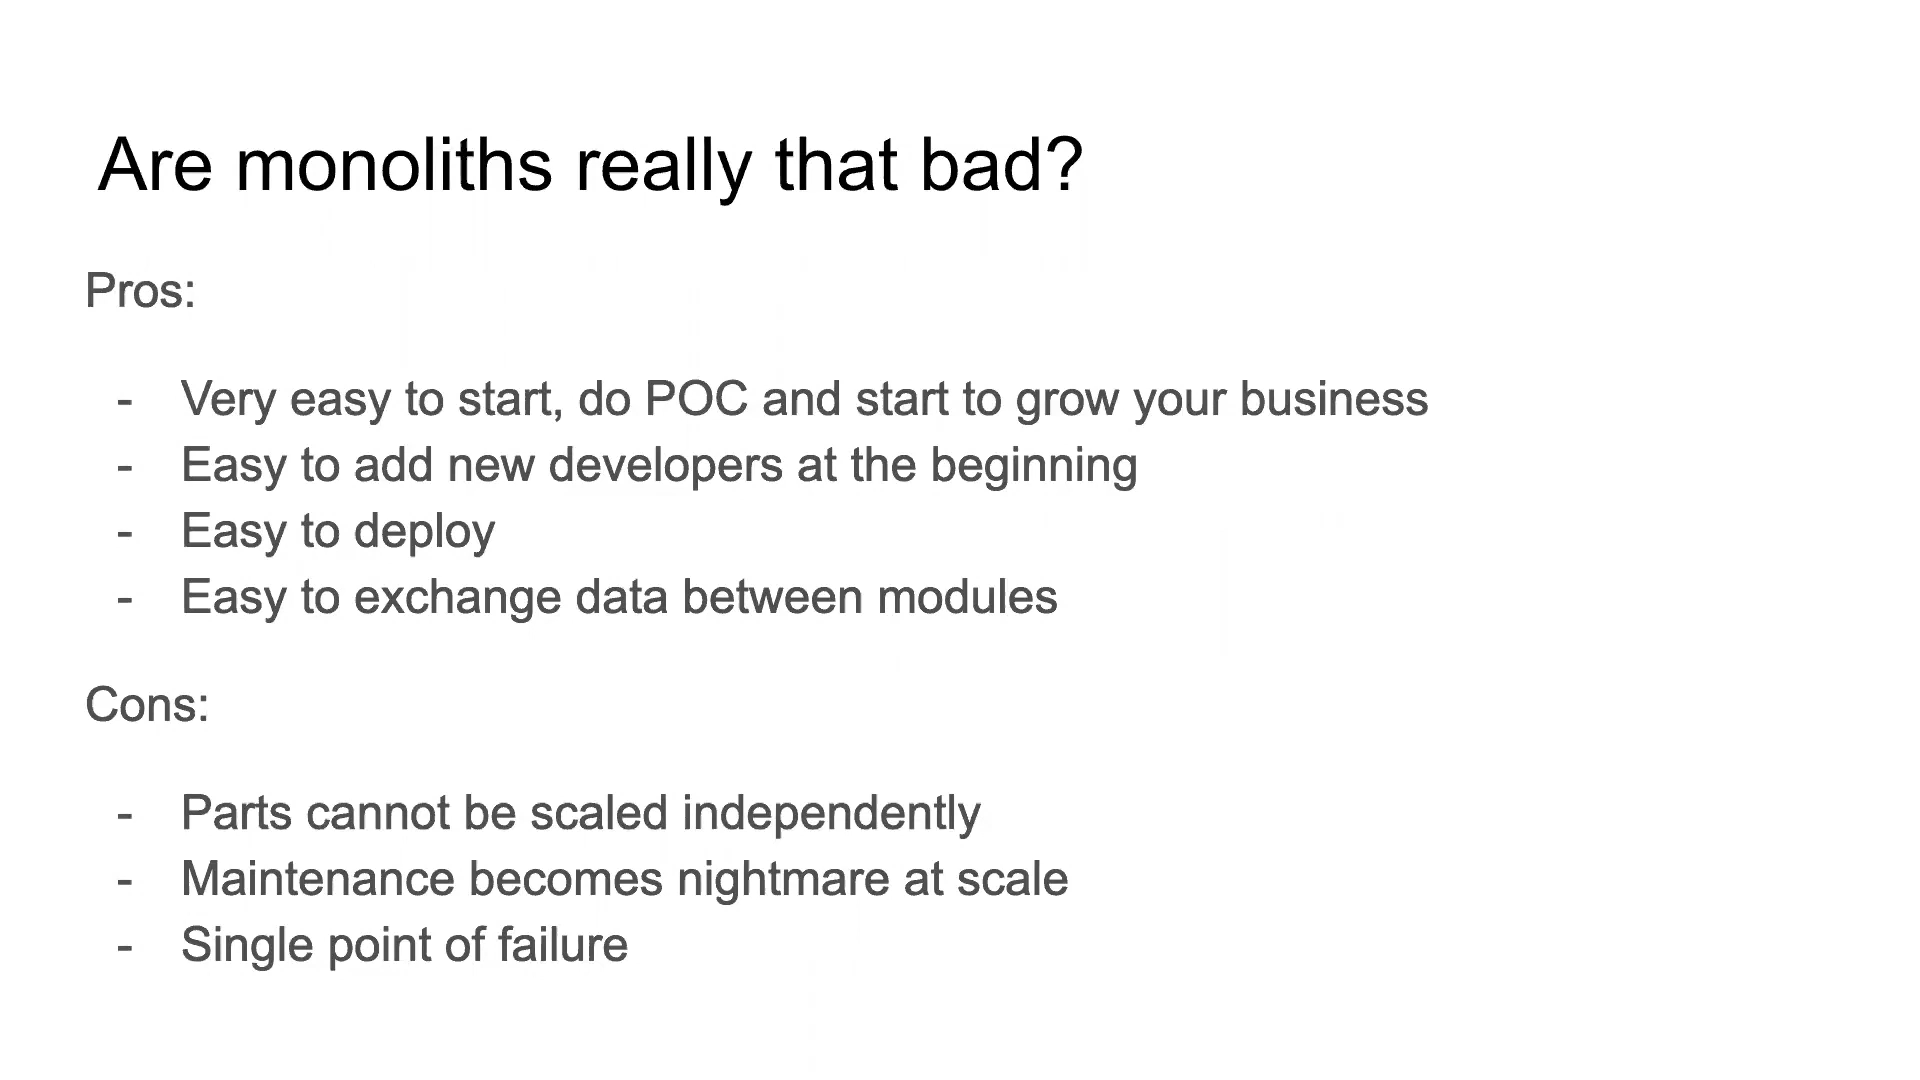 Are monoliths really that bad?
Pros:
- Very easy to start, do POC and start to grow your business
- Easy to add new developers at the beginning
- Easy to deploy
- Easy to exchange data between modules
Cons:
- Parts cannot be scaled independently
- Maintenance becomes nightmare at scale
- Single point of failure